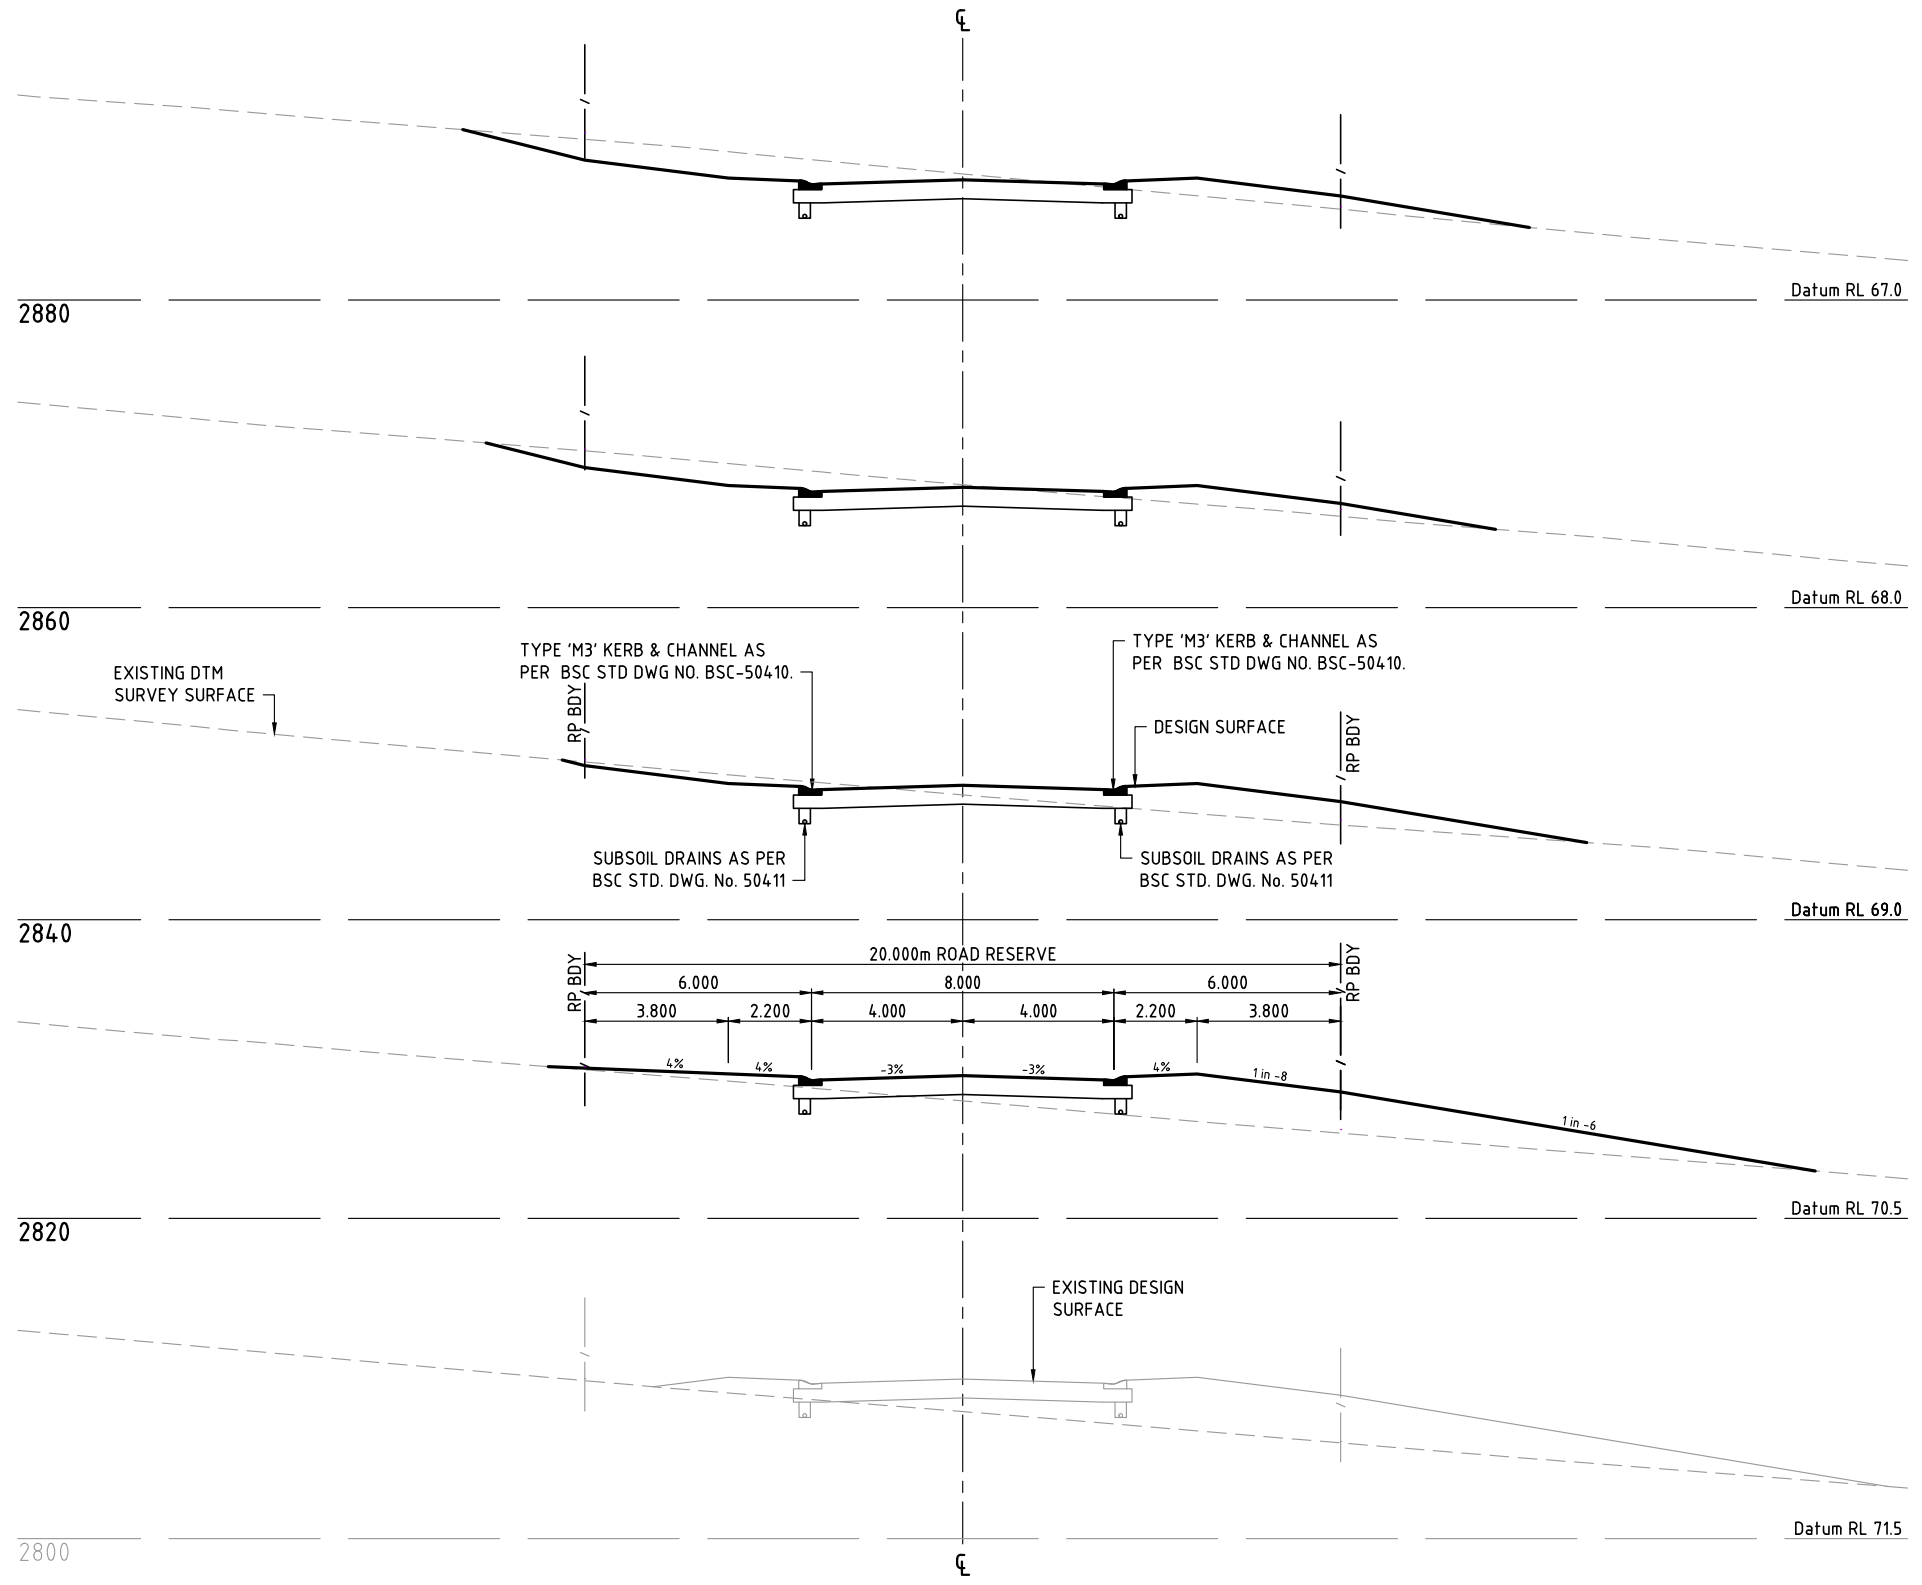 ℄
Datum RL 67.0
2880
Datum RL 68.0
2860
TYPE 'M3' KERB & CHANNEL AS
PER BSC STD DWG NO. BSC-50410.
TYPE 'M3' KERB & CHANNEL AS
PER BSC STD DWG NO. BSC-50410.
EXISTING DTM
SURVEY SURFACE
RP BDY
DESIGN SURFACE
RP BDY
SUBSOIL DRAINS AS PER
BSC STD. DWG. No. 50411
SUBSOIL DRAINS AS PER
BSC STD. DWG. No. 50411
Datum RL 69.0
2840
RP BDY
20.000m ROAD RESERVE
RP BDY
6.000 8.000 6.000
3.800 2.200 4.000 4.000 2.200 3.800
4% 4% -3% -3% 4% 1 in -8
1 in -6
Datum RL 70.5
2820
EXISTING DESIGN
SURFACE
Datum RL 71.5
2800
℄